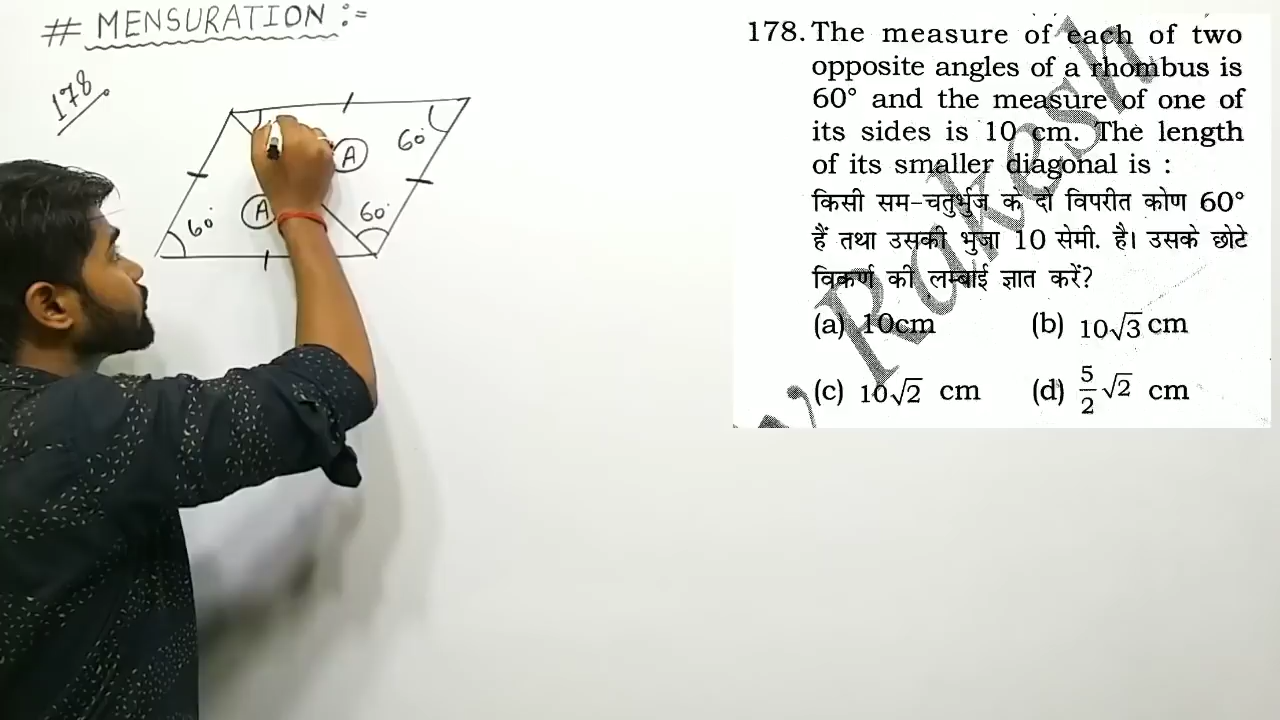 # MENSURATION :=
178.
60°
A
A
60°
60°
178. The measure of each of two
opposite angles of a rhombus is
60° and the measure of one of
its sides is 10 cm. The length
of its smaller diagonal is :
किसी सम-चतुर्भुज के दो विपरीत कोण 60°
हैं तथा उसकी भुजा 10 सेमी. है। उसके छोटे
विकर्ण की लम्बाई ज्ञात करें?
(a) 10cm (b) 10√3 cm
(c) 10√2 cm (d) 5/2 √2 cm
Rakesh